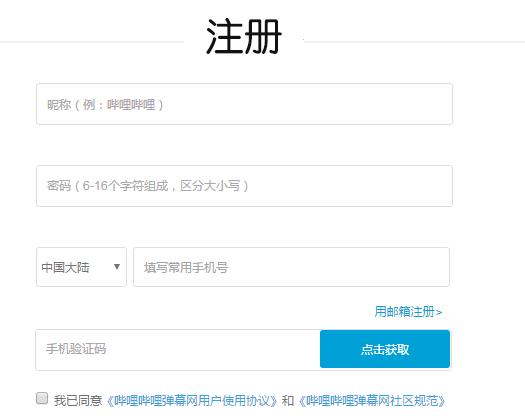 注册
昵称（例：哔哩哔哩）
密码（6-16个字符组成，区分大小写）
中国大陆 填写常用手机号
用邮箱注册>
手机验证码 点击获取
我已同意《哔哩哔哩弹幕网用户使用协议》和《哔哩哔哩弹幕网社区规范》